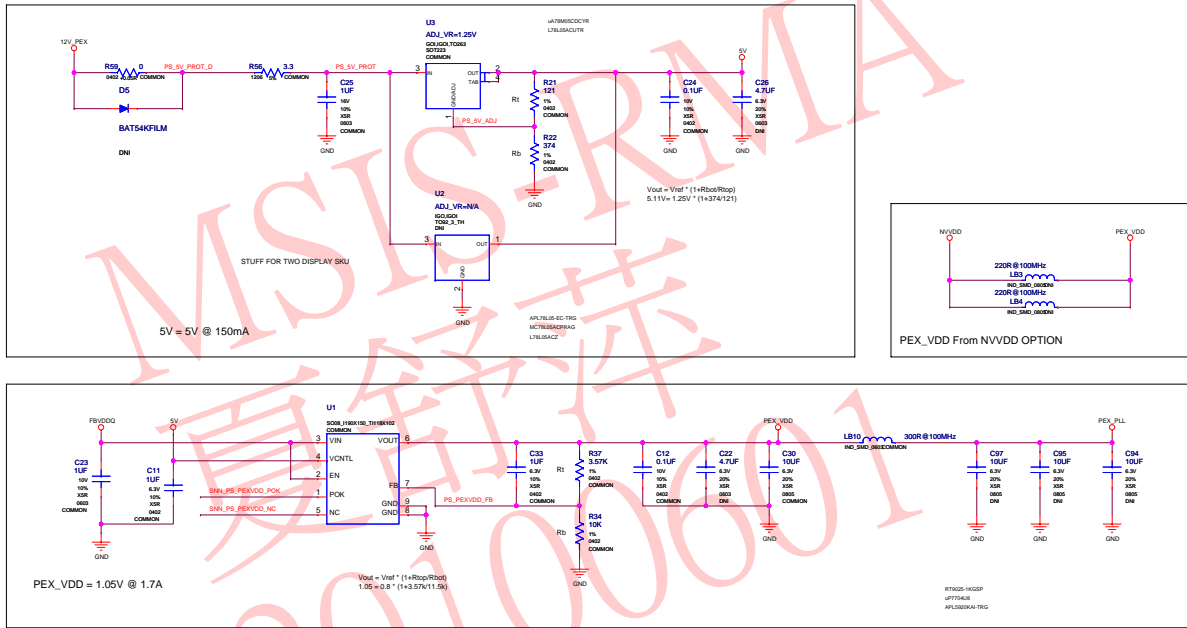 12V_PEX
R59 0
0402 COMMON
D5
BAT54KFILM
DNI
PS_5V_PROT_D
R56 3.3
1206 5% COMMON
PS_5V_PROT
C25
1UF
16V
10%
X5R
0603
COMMON
GND
U3
ADJ_VR=1.25V
GOI,IGOI,TO263
SOT223
COMMON
uA78M05CDCYR
L78L05ACUTR
3 IN
OUT 2
TAB 4
GND/ADJ
1
PS_5V_ADJ
R21
121
1%
0402
COMMON
Rt
R22
374
1%
0402
COMMON
Rb
GND
C24
0.1UF
10V
10%
X5R
0402
COMMON
GND
5V
C26
4.7UF
6.3V
20%
X5R
0603
DNI
GND
Vout = Vref * (1+Rbot/Rtop)
5.11V= 1.25V * (1+374/121)
U2
ADJ_VR=N/A
IGO,IGOI
TO92_3_TH
DNI
3 IN
OUT 1
GND
2
GND
STUFF FOR TWO DISPLAY SKU
5V = 5V @ 150mA
APL78L05-EC-TRG
MC78L05ACPRAG
L78L05ACZ
NVVDD
PEX_VDD
220R@100MHz
LB3
IND_SMD_0805 DNI
220R@100MHz
LB4
IND_SMD_0805 DNI
PEX_VDD From NVVDD OPTION
FBVDDQ
5V
C23
1UF
10V
10%
X5R
0603
COMMON
GND
C11
1UF
6.3V
10%
X5R
0402
COMMON
SNN_PS_PEXVDD_POK
SNN_PS_PEXVDD_NC
U1
SO08_I190X150_TI118X102
COMMON
3 VIN
4 VCNTL
2 EN
1 POK
5 NC
VOUT 6
FB 7
GND 9
GND 8
GND
PS_PEXVDD_FB
C33
1UF
6.3V
10%
X5R
0402
COMMON
R37
3.57K
1%
0402
COMMON
Rt
R34
10K
1%
0402
COMMON
Rb
GND
C12
0.1UF
10V
10%
X5R
0402
COMMON
C22
4.7UF
6.3V
20%
X5R
0603
DNI
PEX_VDD
C30
10UF
6.3V
20%
X5R
0805
COMMON
GND
LB10 300R@100MHz
IND_SMD_0603 COMMON
PEX_PLL
C97
10UF
6.3V
20%
X5R
0805
DNI
GND
C95
10UF
6.3V
20%
X5R
0805
DNI
GND
C94
10UF
6.3V
20%
X5R
0805
DNI
GND
PEX_VDD = 1.05V @ 1.7A
Vout = Vref * (1+Rtop/Rbot)
1.05 = 0.8 * (1+3.57k/11.5k)
RT9025-1KGSP
uP7704U8
APL5920KAI-TRG
MSIS-RMA
夏舒萍
20100601